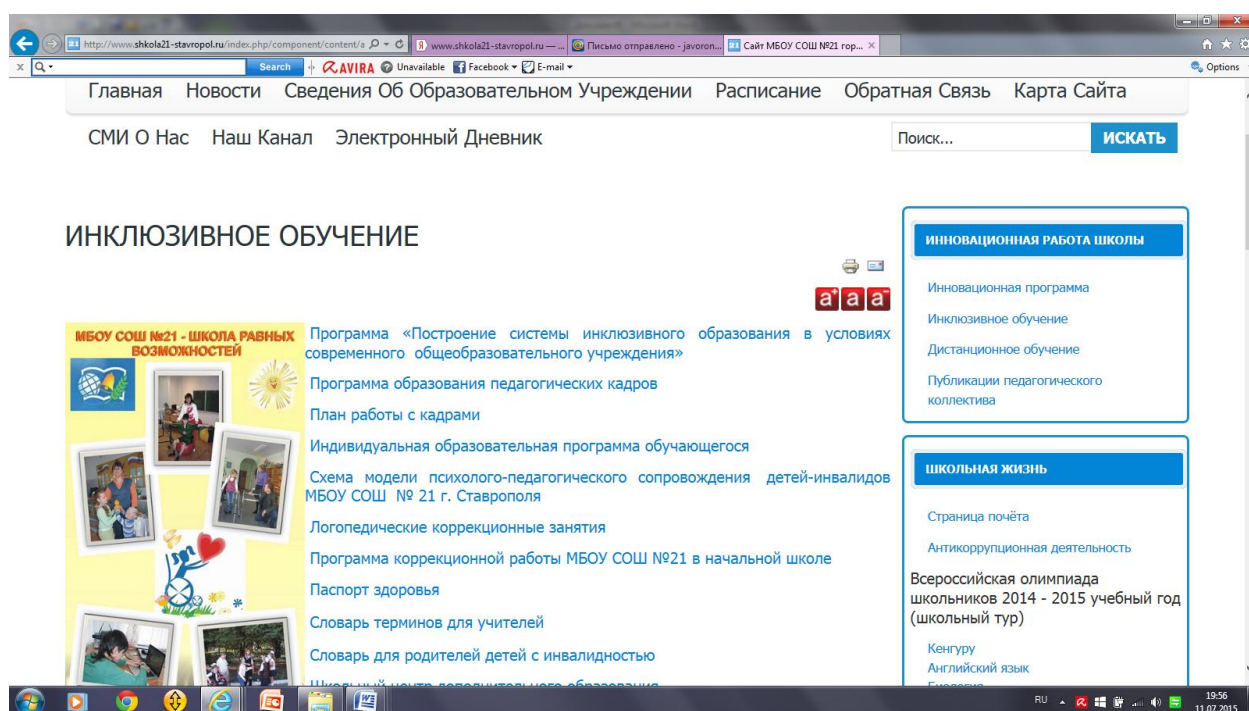 http://www.shkola21-stavropol.ru/index.php/component/content/a
www.shkola21-stavropol.ru — ...
Письмо отправлено - javoron...
Сайт МБОУ СОШ №21 гор...
Search
AVIRA
Unavailable
Facebook
E-mail
Options
Главная Новости Сведения Об Образовательном Учреждении Расписание Обратная Связь Карта Сайта
СМИ О Нас Наш Канал Электронный Дневник
Поиск...
ИСКАТЬ
ИНКЛЮЗИВНОЕ ОБУЧЕНИЕ
a+ a a-
МБОУ СОШ №21 - ШКОЛА РАВНЫХ
ВОЗМОЖНОСТЕЙ
Программа «Построение системы инклюзивного образования в условиях
современного общеобразовательного учреждения»
Программа образования педагогических кадров
План работы с кадрами
Индивидуальная образовательная программа обучающегося
Схема модели психолого-педагогического сопровождения детей-инвалидов
МБОУ СОШ № 21 г. Ставрополя
Логопедические коррекционные занятия
Программа коррекционной работы МБОУ СОШ №21 в начальной школе
Паспорт здоровья
Словарь терминов для учителей
Словарь для родителей детей с инвалидностью
Школьный центр дополнительного образования
ИННОВАЦИОННАЯ РАБОТА ШКОЛЫ
Инновационная программа
Инклюзивное обучение
Дистанционное обучение
Публикации педагогического
коллектива
ШКОЛЬНАЯ ЖИЗНЬ
Страница почёта
Антикоррупционная деятельность
Всероссийская олимпиада
школьников 2014 - 2015 учебный год
(школьный тур)
Кенгуру
Английский язык
Биология
RU
19:56
11.07.2015